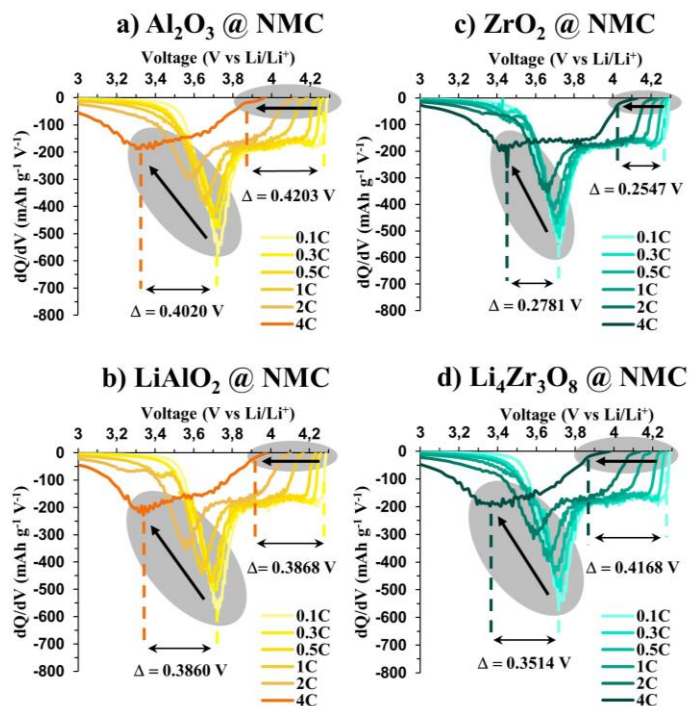 a) Al₂O₃ @ NMC
Voltage (V vs Li/Li⁺)
3 3,2 3,4 3,6 3,8 4 4,2
dQ/dV (mAh g⁻¹ V⁻¹)
0
-100
-200
-300
-400
-500
-600
-700
-800
Δ = 0.4203 V
Δ = 0.4020 V
0.1C
0.3C
0.5C
1C
2C
4C
c) ZrO₂ @ NMC
Voltage (V vs Li/Li⁺)
3 3,2 3,4 3,6 3,8 4 4,2
dQ/dV (mAh g⁻¹ V⁻¹)
0
-100
-200
-300
-400
-500
-600
-700
-800
Δ = 0.2547 V
Δ = 0.2781 V
0.1C
0.3C
0.5C
1C
2C
4C
b) LiAlO₂ @ NMC
Voltage (V vs Li/Li⁺)
3 3,2 3,4 3,6 3,8 4 4,2
dQ/dV (mAh g⁻¹ V⁻¹)
0
-100
-200
-300
-400
-500
-600
-700
-800
Δ = 0.3868 V
Δ = 0.3860 V
0.1C
0.3C
0.5C
1C
2C
4C
d) Li₄Zr₃O₈ @ NMC
Voltage (V vs Li/Li⁺)
3 3,2 3,4 3,6 3,8 4 4,2
dQ/dV (mAh g⁻¹ V⁻¹)
0
-100
-200
-300
-400
-500
-600
-700
-800
Δ = 0.4168 V
Δ = 0.3514 V
0.1C
0.3C
0.5C
1C
2C
4C